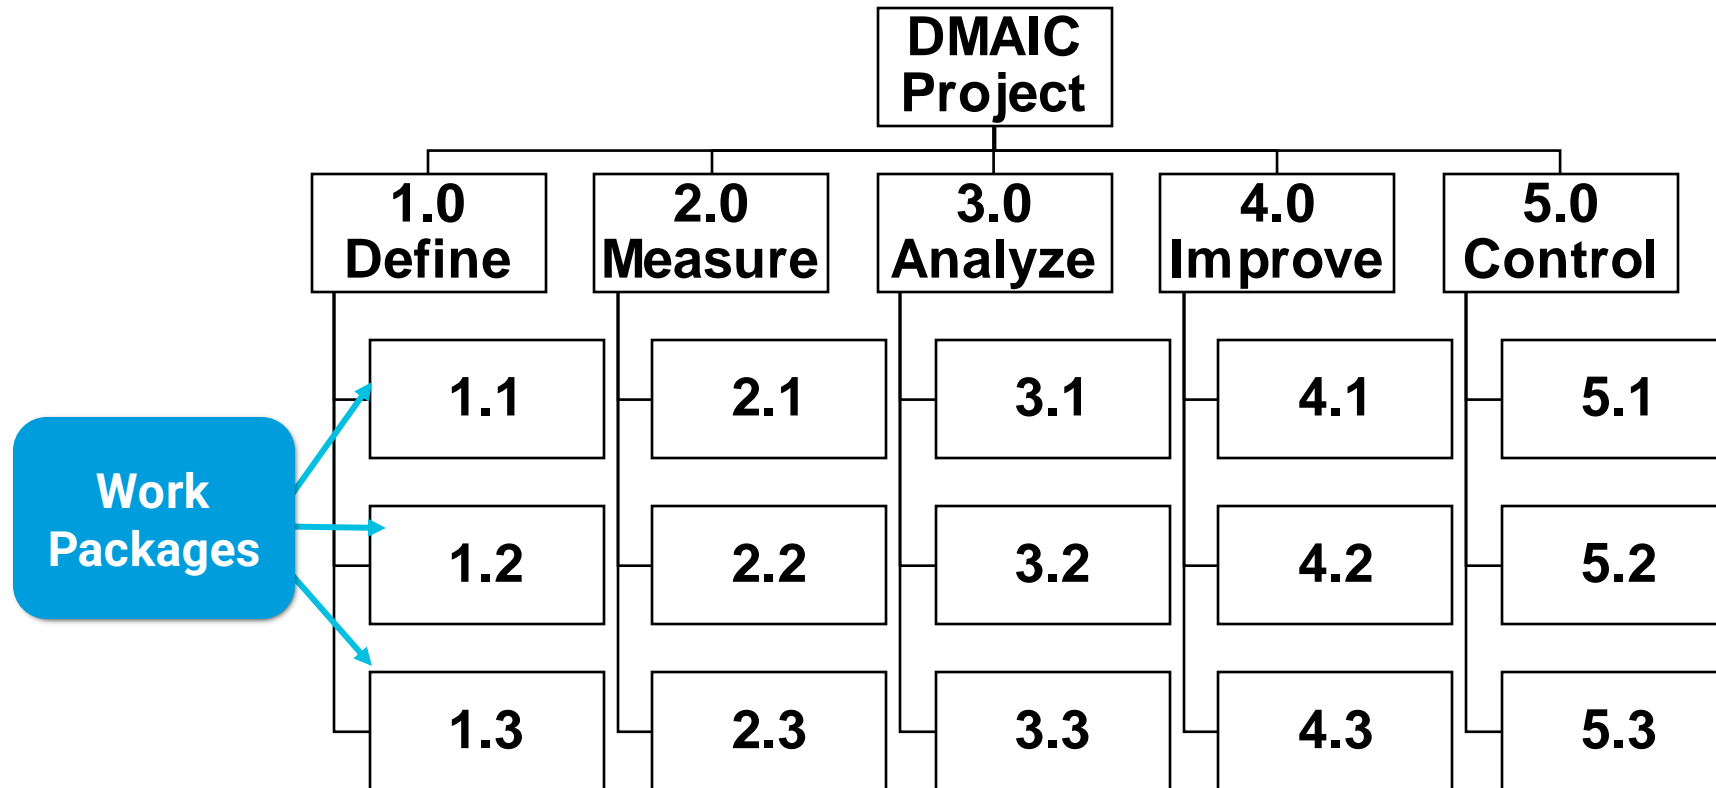 DMAIC
Project
1.0
Define
2.0
Measure
3.0
Analyze
4.0
Improve
5.0
Control
1.1
2.1
3.1
4.1
5.1
Work
Packages
1.2
2.2
3.2
4.2
5.2
1.3
2.3
3.3
4.3
5.3